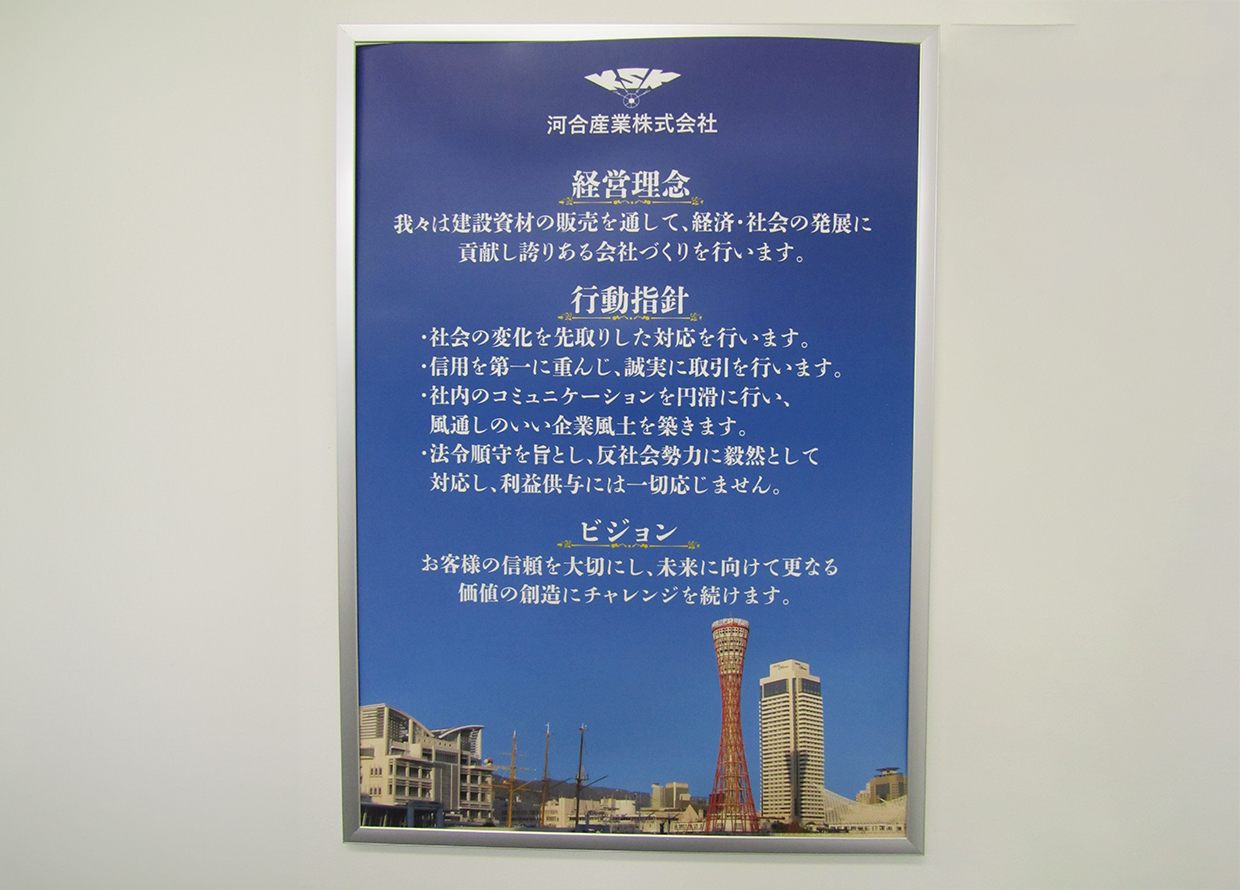 KSK
河合産業株式会社
経営理念
我々は建設資材の販売を通して、経済・社会の発展に
貢献し誇りある会社づくりを行います。
行動指針
・社会の変化を先取りした対応を行います。
・信用を第一に重んじ、誠実に取引を行います。
・社内のコミュニケーションを円滑に行い、
風通しのいい企業風土を築きます。
・法令順守を旨とし、反社会勢力に毅然として
対応し、利益供与には一切応じません。
ビジョン
お客様の信頼を大切にし、未来に向けて更なる
価値の創造にチャレンジを続けます。